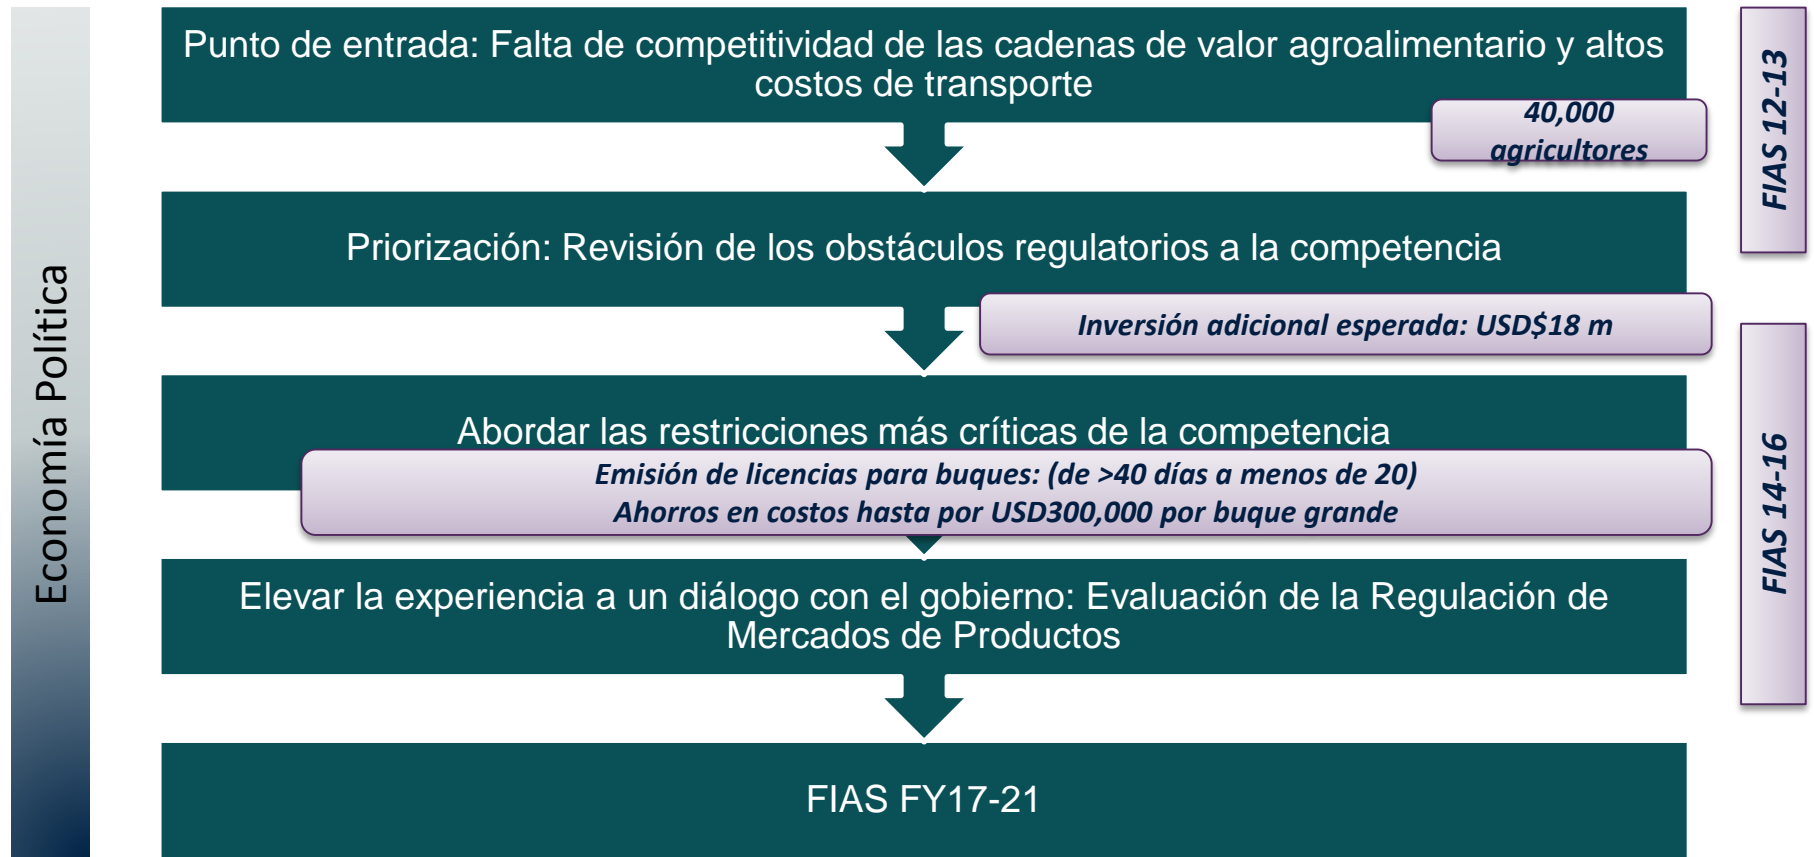 Economía Política
Punto de entrada: Falta de competitividad de las cadenas de valor agroalimentario y altos
costos de transporte
40,000
agricultores
FIAS 12-13
Priorización: Revisión de los obstáculos regulatorios a la competencia
Inversión adicional esperada: USD$18 m
Abordar las restricciones más críticas de la competencia
Emisión de licencias para buques: (de >40 días a menos de 20)
Ahorros en costos hasta por USD300,000 por buque grande
FIAS 14-16
Elevar la experiencia a un diálogo con el gobierno: Evaluación de la Regulación de
Mercados de Productos
FIAS FY17-21